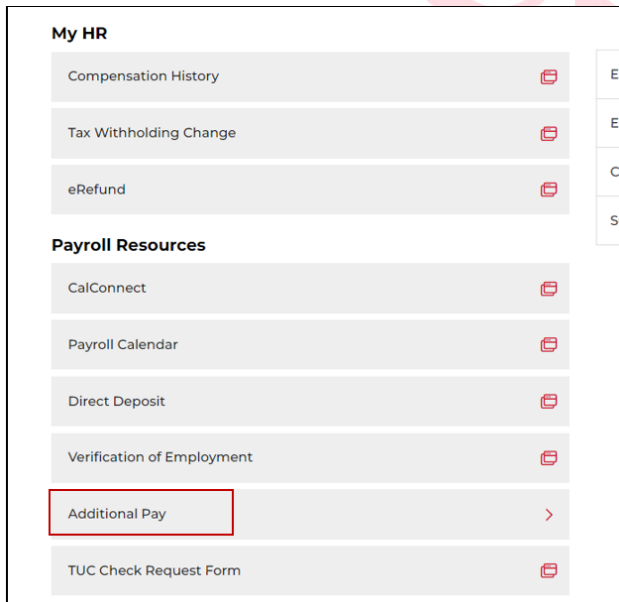 My HR
Compensation History
Tax Withholding Change
eRefund
Payroll Resources
CalConnect
Payroll Calendar
Direct Deposit
Verification of Employment
Additional Pay
TUC Check Request Form